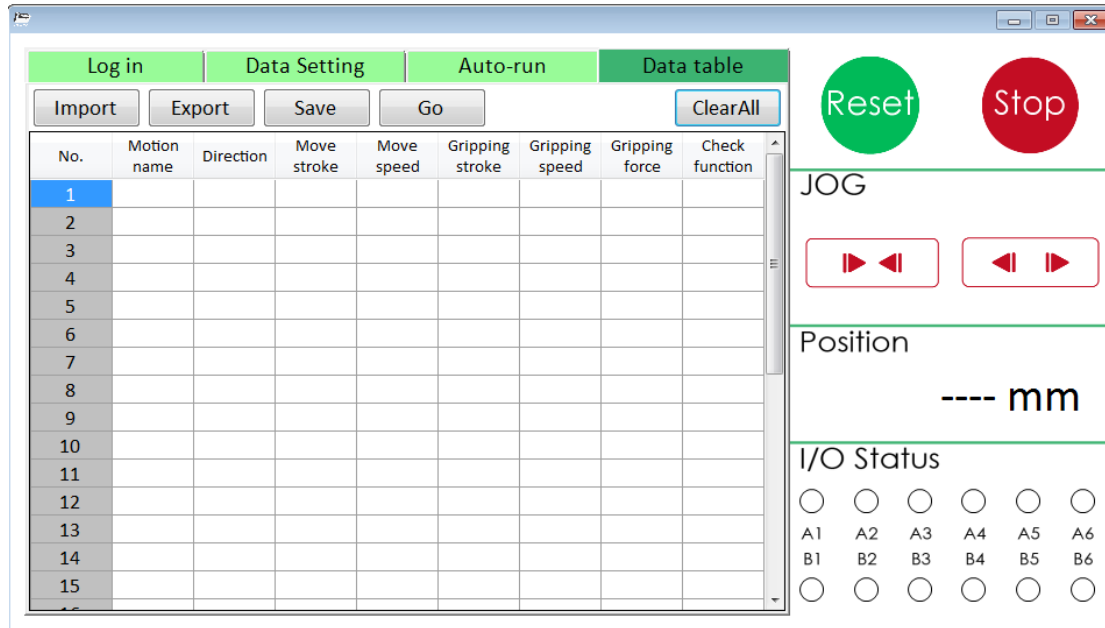 Log in Data Setting Auto-run Data table
Import Export Save Go ClearAll
No. Motion name Direction Move stroke Move speed Gripping stroke Gripping speed Gripping force Check function
1
2
3
4
5
6
7
8
9
10
11
12
13
14
15
Reset Stop
JOG
Position
---- mm
I/O Status
A1 A2 A3 A4 A5 A6
B1 B2 B3 B4 B5 B6